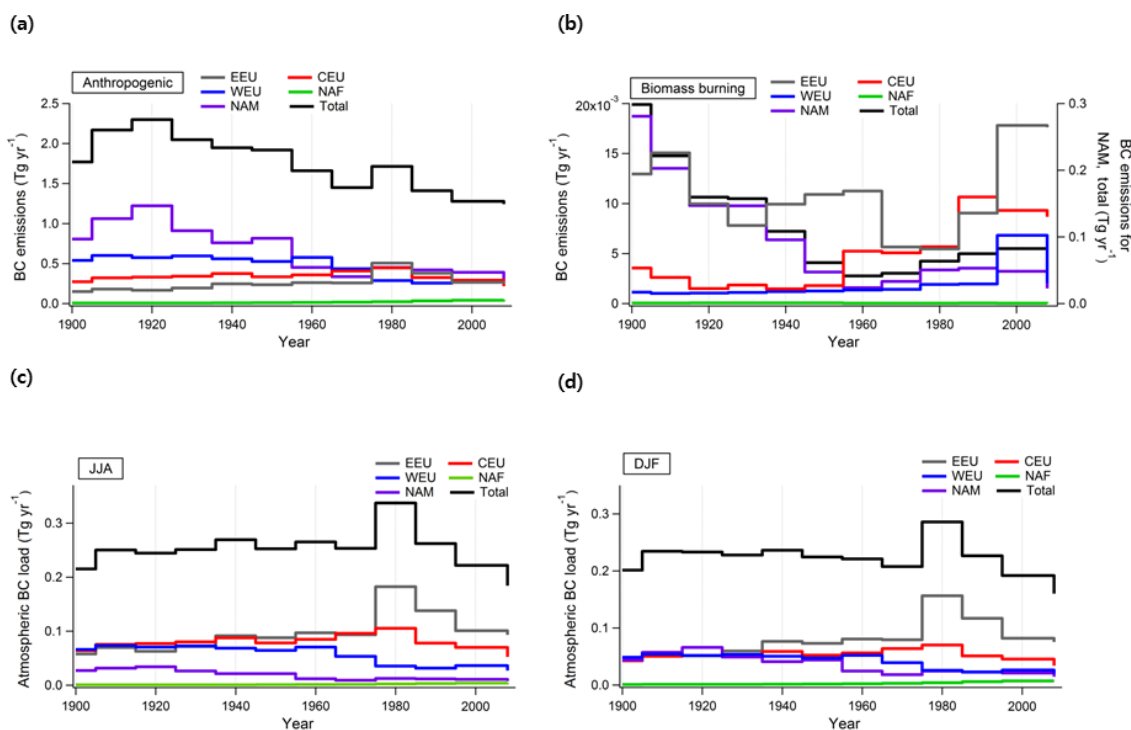 (a)
Anthropogenic
EEU
CEU
WEU
NAF
NAM
Total
BC emissions (Tg yr⁻¹)
2.5
2.0
1.5
1.0
0.5
0.0
1900
1920
1940
1960
1980
2000
Year
(b)
Biomass burning
EEU
CEU
WEU
NAF
NAM
Total
BC emissions (Tg yr⁻¹)
20x10⁻³
15
10
5
0
0.3
0.2
0.1
0.0
BC emissions for
NAM, total (Tg yr⁻¹)
1900
1920
1940
1960
1980
2000
Year
(c)
JJA
EEU
CEU
WEU
NAF
NAM
Total
Atmospheric BC load (Tg yr⁻¹)
0.3
0.2
0.1
0.0
1900
1920
1940
1960
1980
2000
Year
(d)
DJF
EEU
CEU
WEU
NAF
NAM
Total
Atmospheric BC load (Tg yr⁻¹)
0.3
0.2
0.1
0.0
1900
1920
1940
1960
1980
2000
Year